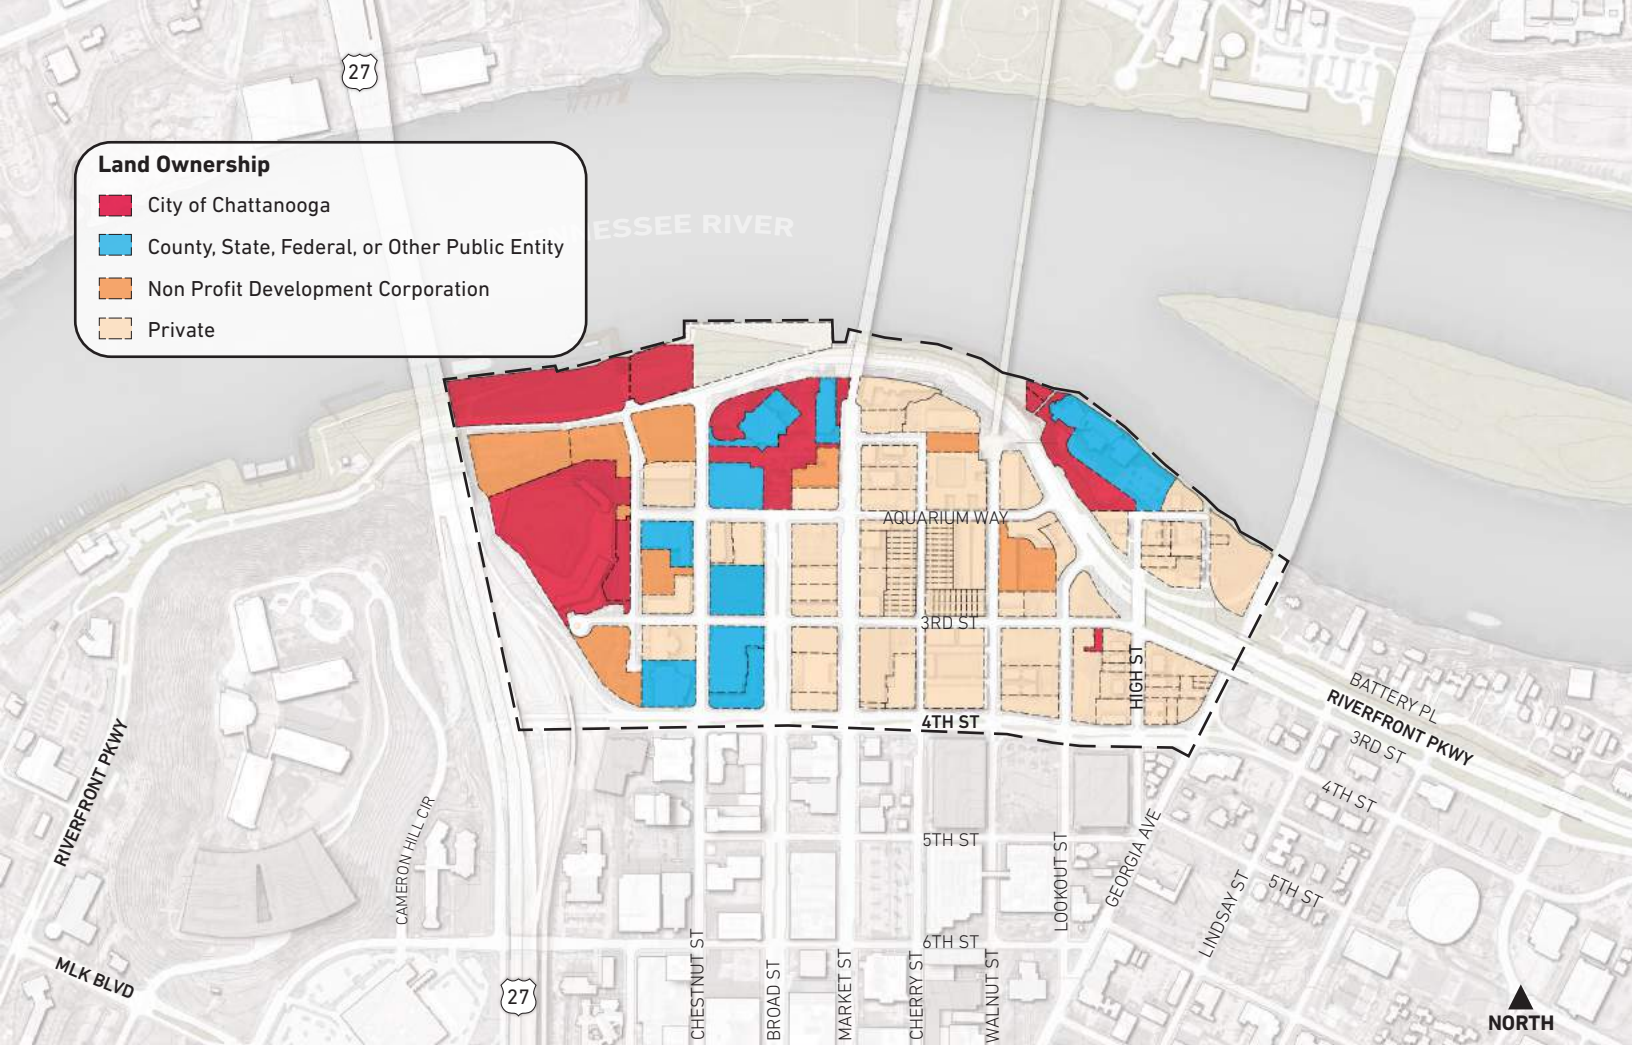 27
Land Ownership
City of Chattanooga
County, State, Federal, or Other Public Entity
Non Profit Development Corporation
Private
NESSEE RIVER
AQUARIUM WAY
3RD ST
HIGH ST
4TH ST
BATTERY PL
RIVERFRONT PKWY
3RD ST
4TH ST
RIVERFRONT PKWY
CAMERON HILL CIR
5TH ST
LOOKOUT ST
GEORGIA AVE
LINDSAY ST
5TH ST
6TH ST
MLK BLVD
27
CHESTNUT ST
BROAD ST
MARKET ST
CHERRY ST
WALNUT ST
NORTH